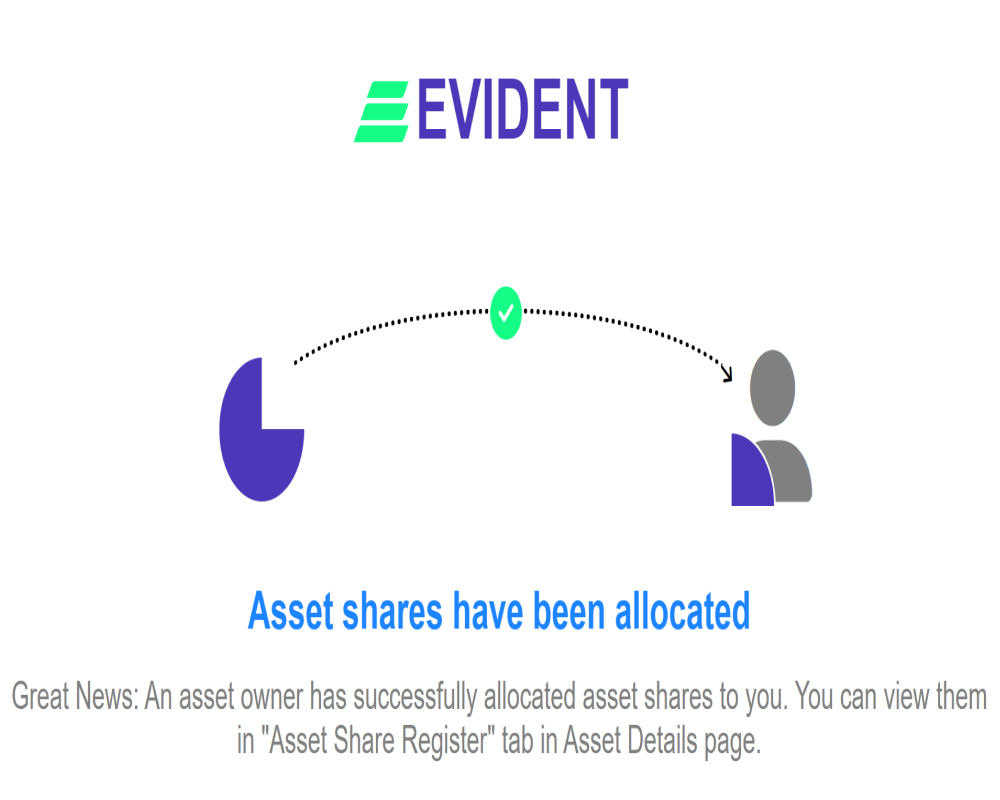 EVIDENT
Asset shares have been allocated
Great News: An asset owner has successfully allocated asset shares to you. You can view them
in "Asset Share Register" tab in Asset Details page.